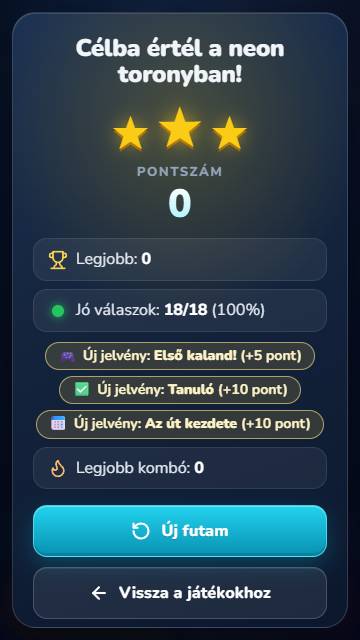 Célba értél a neon
toronyban!
PONTSZÁM
0
Legjobb: 0
Jó válaszok: 18/18 (100%)
Új jelvény: Első kaland! (+5 pont)
Új jelvény: Tanuló (+10 pont)
Új jelvény: Az út kezdete (+10 pont)
Legjobb kombó: 0
Új futam
Vissza a játékokhoz